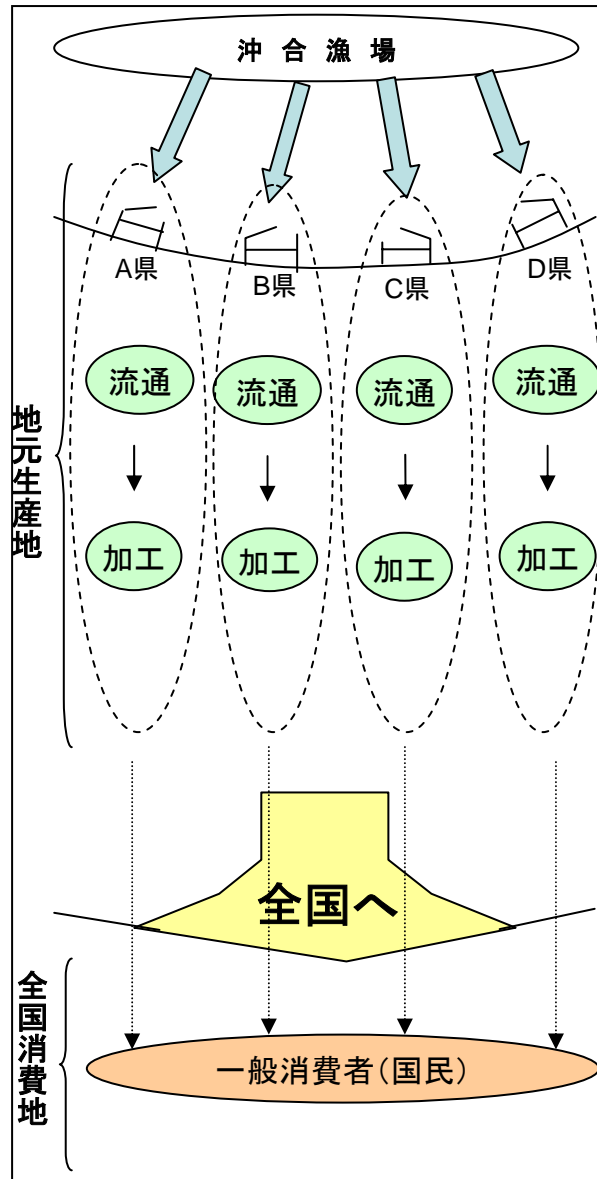 沖合漁場
A県
B県
C県
D県
流通
流通
流通
流通
地元生産地
加工
加工
加工
加工
全国へ
全国消費地
一般消費者(国民)